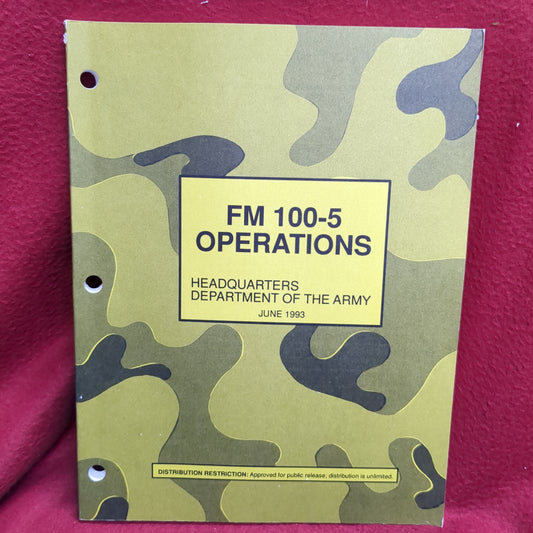 FM 100-5
OPERATIONS
HEADQUARTERS
DEPARTMENT OF THE ARMY
JUNE 1993
DISTRIBUTION RESTRICTION: Approved for public release; distribution is unlimited.